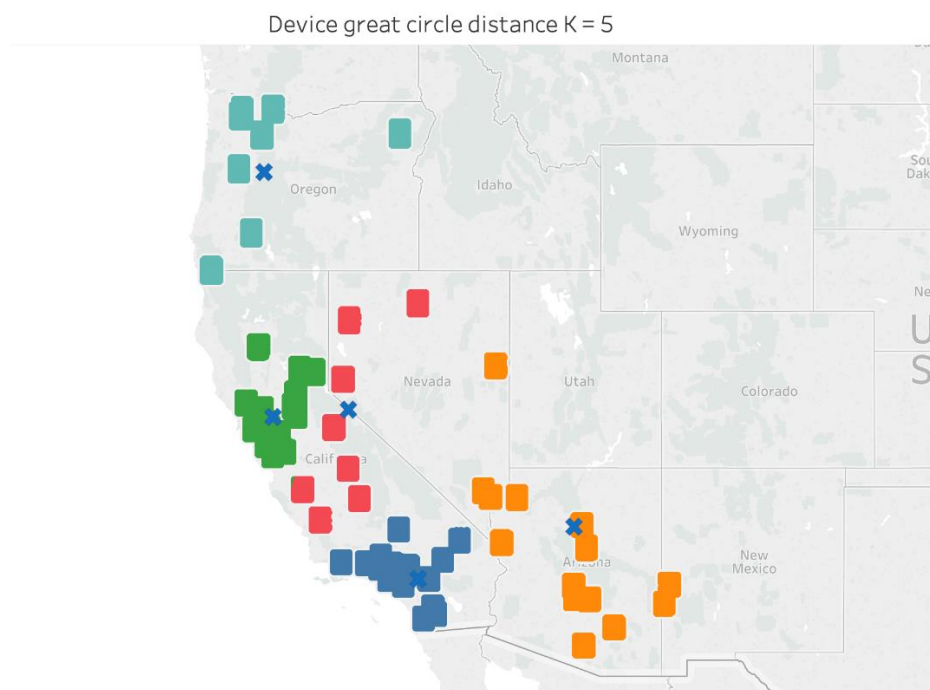 Device great circle distance K = 5
Montana
Oregon
Idaho
Wyoming
Nevada
Utah
Colorado
Arizona
New
Mexico